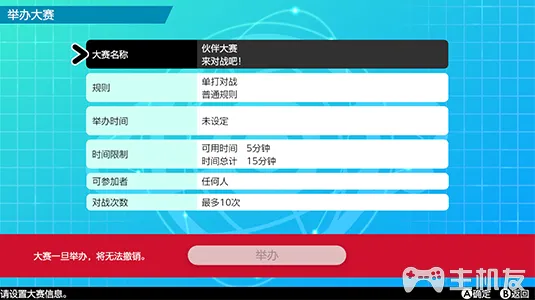 举办大赛
大赛名称
伙伴大赛
来对战吧!
规则
单打对战
普通规则
举办时间
未设定
时间限制
可用时间 5分钟
时间总计 15分钟
可参加者
任何人
对战次数
最多10次
大赛一旦举办，将无法撤销。
举办
主机友
请设置大赛信息。
A确定 B返回